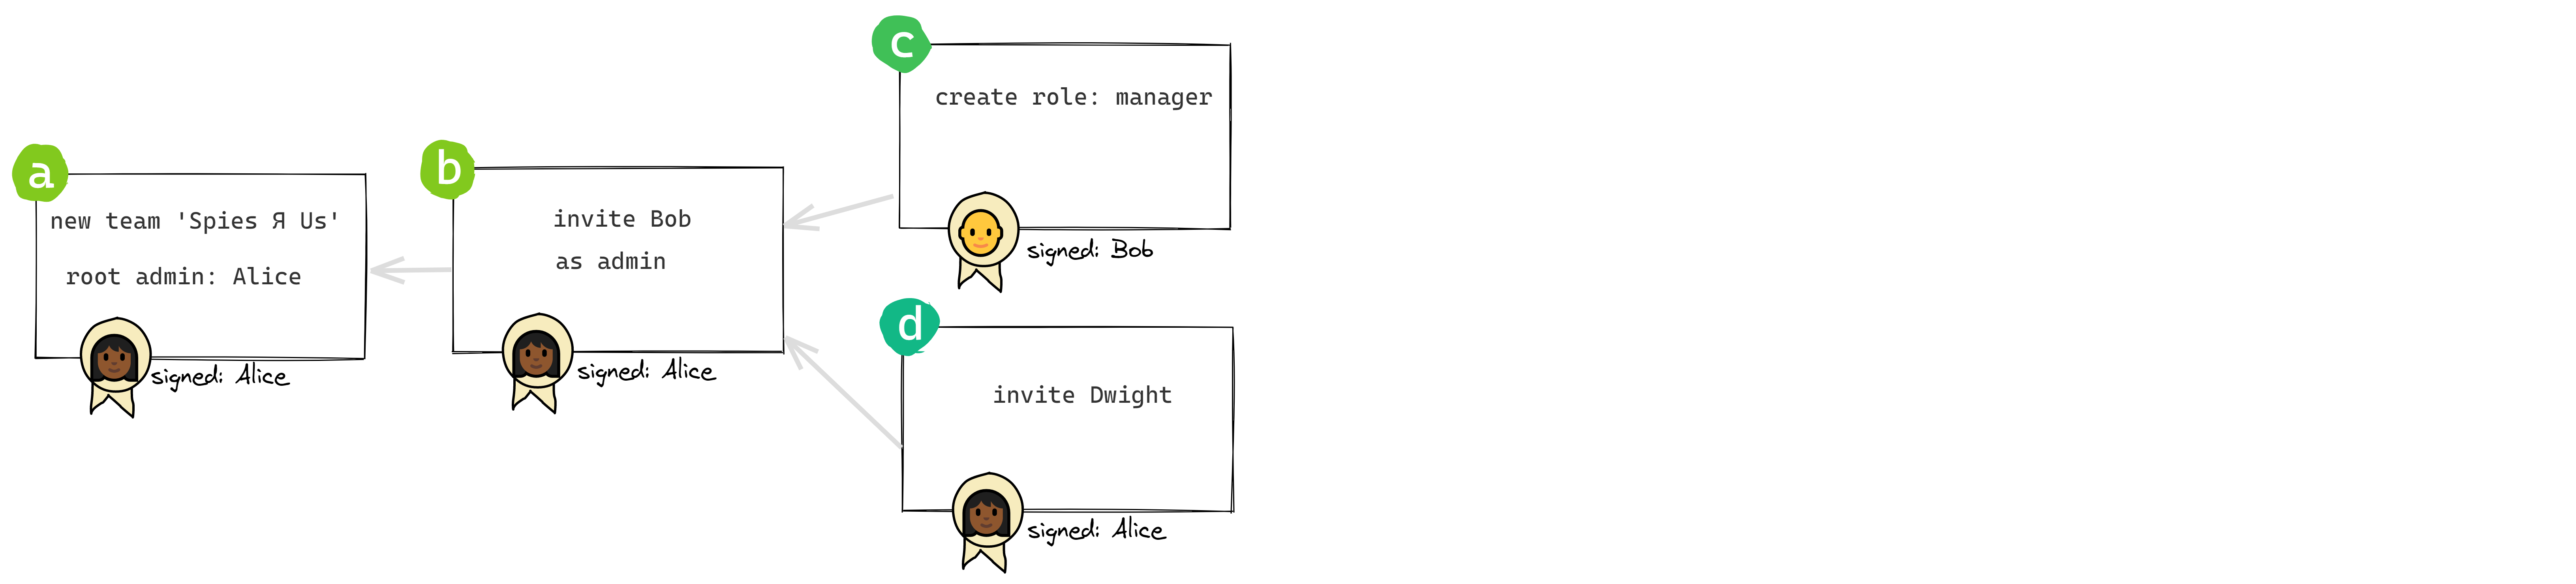 a
new team 'Spies Я Us'
root admin: Alice
signed: Alice
b
invite Bob
as admin
signed: Alice
c
create role: manager
signed: Bob
d
invite Dwight
signed: Alice